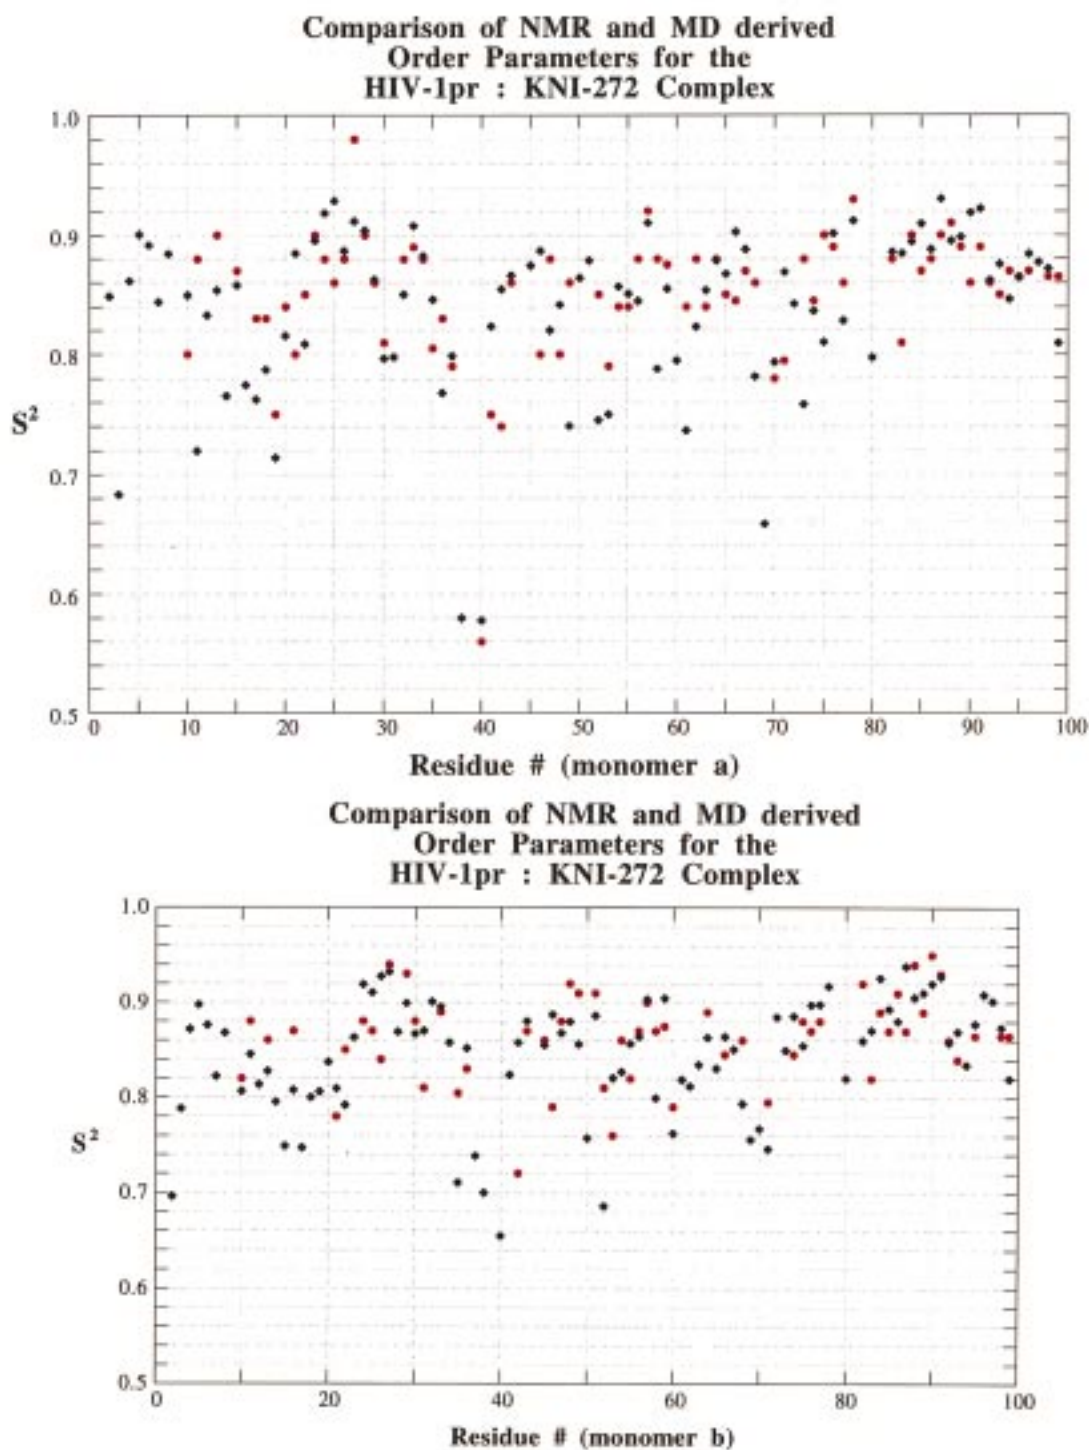 Comparison of NMR and MD derived
Order Parameters for the
HIV-1pr : KNI-272 Complex
1.0
0.9
0.8
S²
0.7
0.6
0.5
0 10 20 30 40 50 60 70 80 90 100
Residue # (monomer a)
Comparison of NMR and MD derived
Order Parameters for the
HIV-1pr : KNI-272 Complex
1.0
0.9
0.8
S²
0.7
0.6
0.5
0 20 40 60 80 100
Residue # (monomer b)